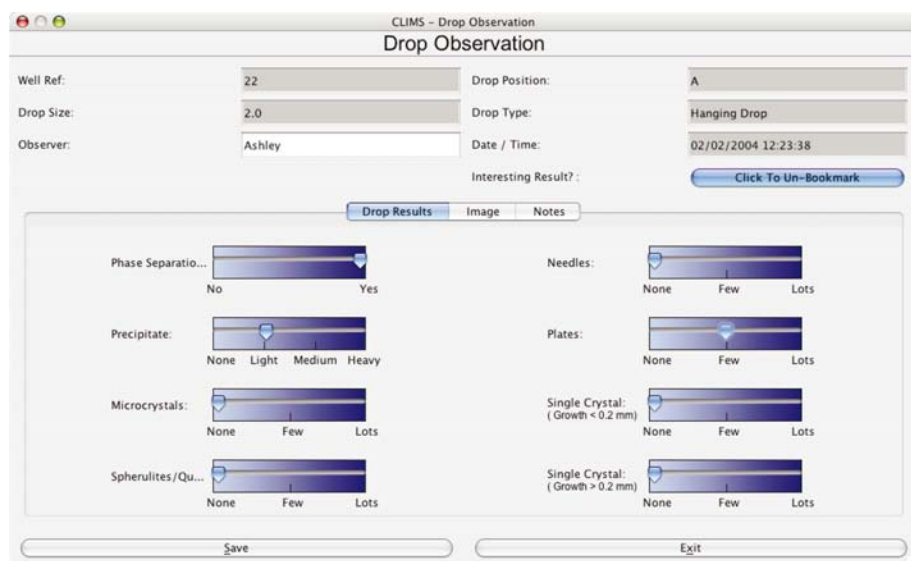 CLIMS – Drop Observation
Drop Observation
Well Ref: 22 Drop Position: A
Drop Size: 2.0 Drop Type: Hanging Drop
Observer: Ashley Date / Time: 02/02/2004 12:23:38
Interesting Result? : Click To Un-Bookmark
Drop Results Image Notes
Phase Separatio... Needles:
No Yes None Few Lots
Precipitate: Plates:
None Light Medium Heavy None Few Lots
Microcrystals: Single Crystal:
( Growth < 0.2 mm)
None Few Lots None Few Lots
Spherulites/Qu... Single Crystal:
( Growth > 0.2 mm)
None Few Lots None Few Lots
Save Exit